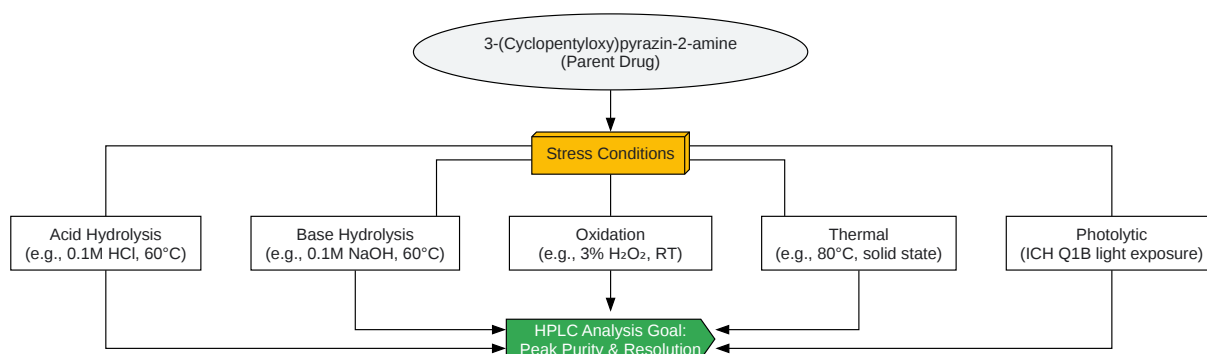 3-(Cyclopentyloxy)pyrazin-2-amine
(Parent Drug)
Stress Conditions
Acid Hydrolysis
(e.g., 0.1M HCl, 60°C)
Base Hydrolysis
(e.g., 0.1M NaOH, 60°C)
Oxidation
(e.g., 3% H₂O₂, RT)
Thermal
(e.g., 80°C, solid state)
Photolytic
(ICH Q1B light exposure)
HPLC Analysis Goal:
Peak Purity & Resolution